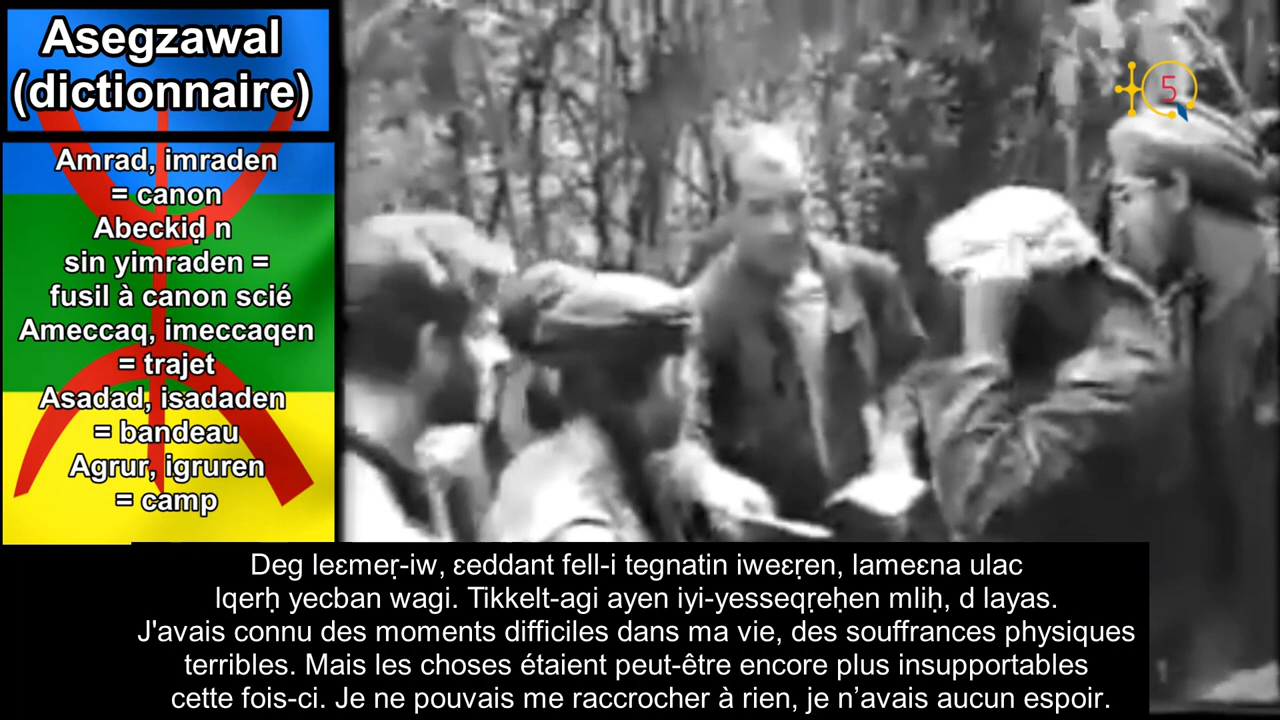 Asegzawal
(dictionnaire)
Amrad, imraden
= canon
Abeckiḍ n
sin yimraden =
fusil à canon scié
Ameccaq, imeccaqen
= trajet
Asadad, isadaden
= bandeau
Agrur, igruren
= camp
5
Deg leɛmeṛ-iw, ɛeddant fell-i tegnatin iweɛṛen, lameɛna ulac
lqerḥ yecban wagi. Tikkelt-agi ayen iyi-yesseqṛeḥen mliḥ, d layas.
J'avais connu des moments difficiles dans ma vie, des souffrances physiques
terribles. Mais les choses étaient peut-être encore plus insupportables
cette fois-ci. Je ne pouvais me raccrocher à rien, je n’avais aucun espoir.